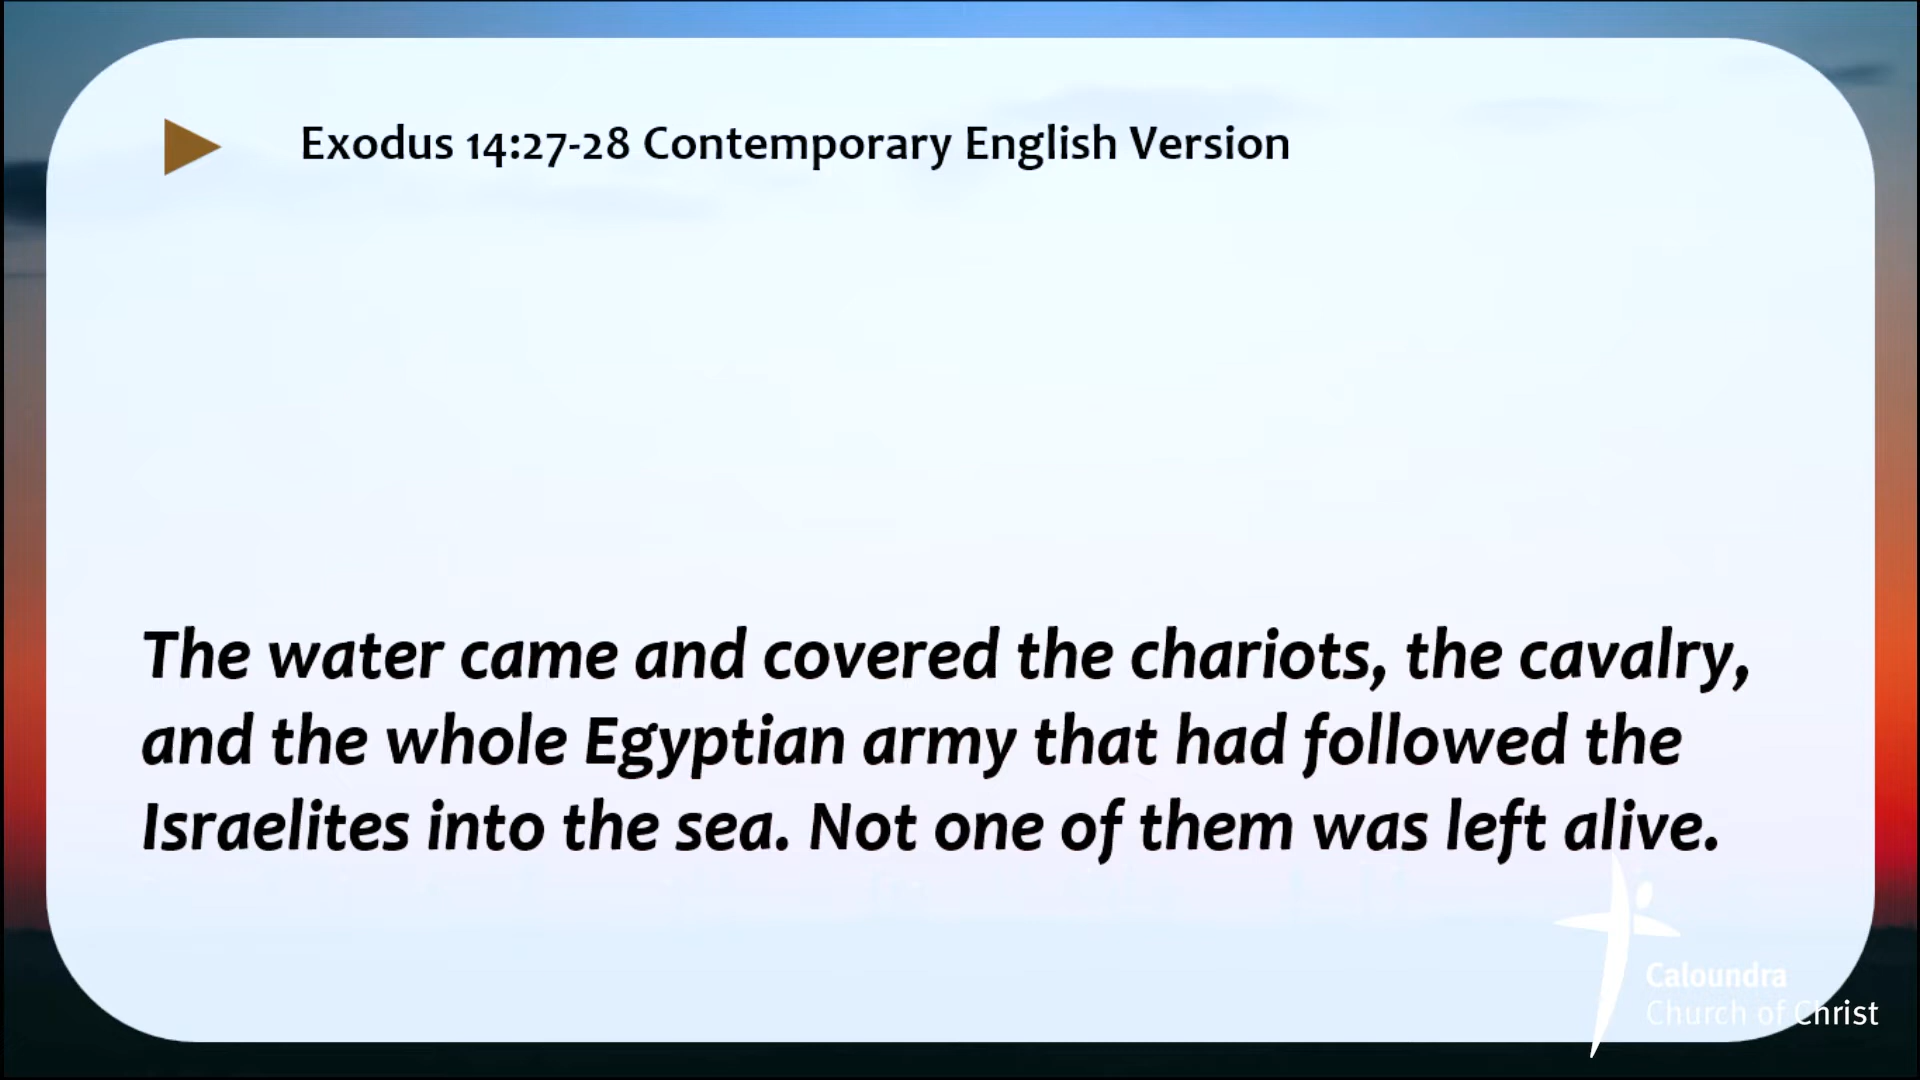 Exodus 14:27-28 Contemporary English Version
The water came and covered the chariots, the cavalry,
and the whole Egyptian army that had followed the
Israelites into the sea. Not one of them was left alive.
Caloundra
Church of Christ